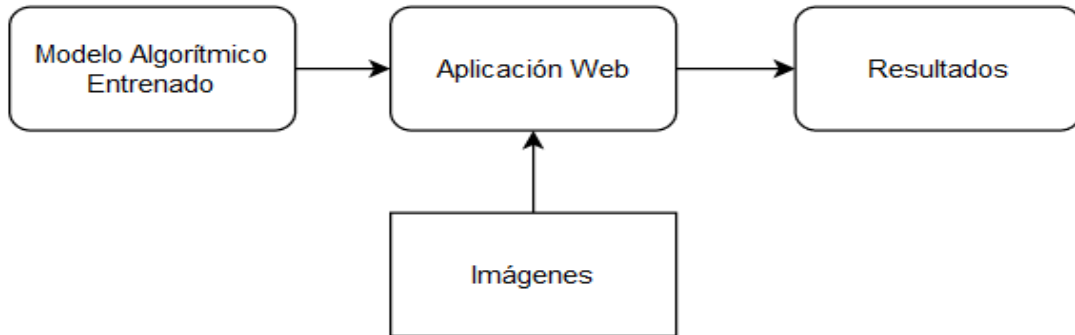 Modelo Algorítmico
Entrenado
Aplicación Web
Resultados
Imágenes